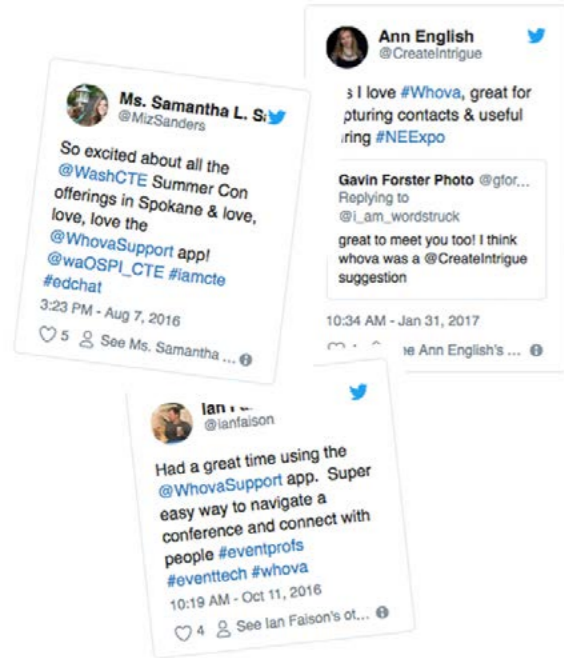 Ms. Samantha L.
@MizSanders
So excited about all the
@WashCTE Summer Con
offerings in Spokane & love,
love, love the
@WhovaSupport app!
@waOSPI_CTE #iamcte
#edchat
3:23 PM - Aug 7, 2016
5 See Ms. Samantha ...
Ann English
@CreateIntrigue
s I love #Whova, great for
pturing contacts & useful
ring #NEExpo
Gavin Forster Photo @gfor...
Replying to
@i_am_wordstruck
great to meet you too! I think
whova was a @CreateIntrigue
suggestion
10:34 AM - Jan 31, 2017
e Ann English's ...
Ian
@ianfaison
Had a great time using the
@WhovaSupport app. Super
easy way to navigate a
conference and connect with
people #eventprofs
#eventtech #whova
10:19 AM - Oct 11, 2016
4 See Ian Faison's ot...